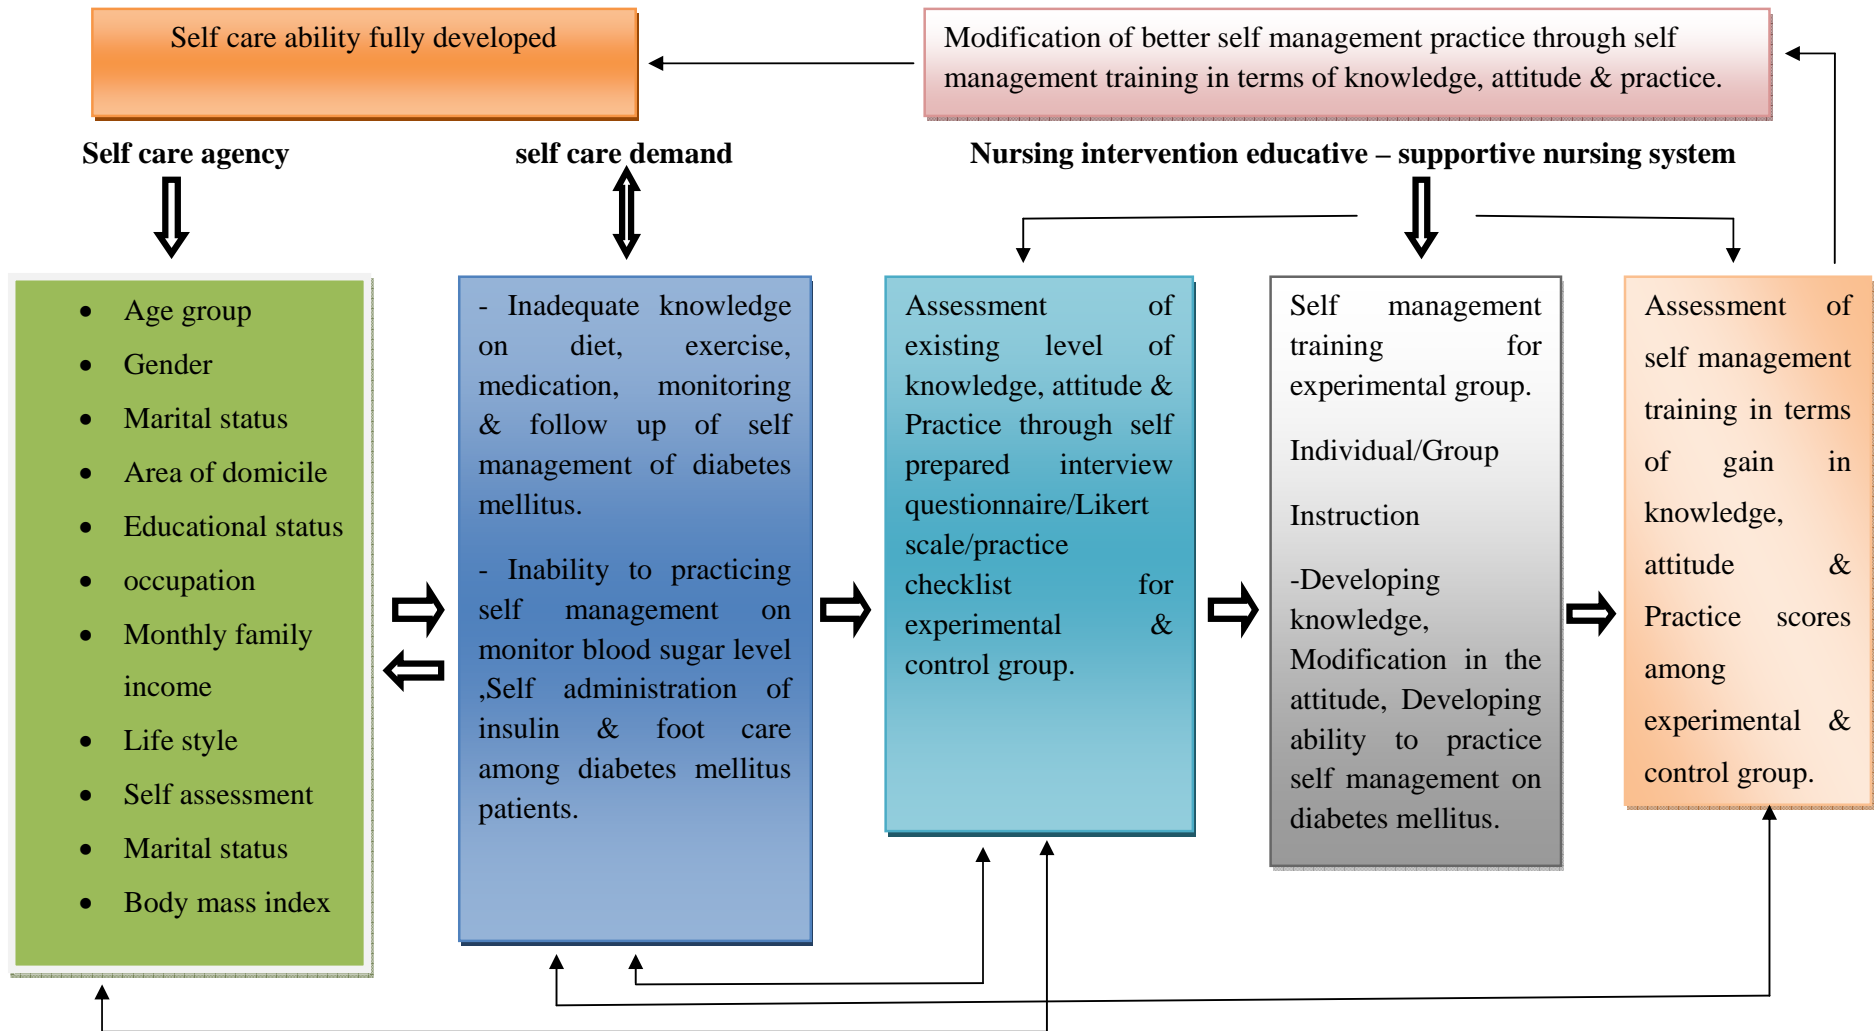 Self care ability fully developed
Modification of better self management practice through self
management training in terms of knowledge, attitude & practice.
Self care agency
self care demand
Nursing intervention educative – supportive nursing system
• Age group
• Gender
• Marital status
• Area of domicile
• Educational status
• occupation
• Monthly family
income
• Life style
• Self assessment
• Marital status
• Body mass index
- Inadequate knowledge
on diet, exercise,
medication, monitoring
& follow up of self
management of diabetes
mellitus.
- Inability to practicing
self management on
monitor blood sugar level
,Self administration of
insulin & foot care
among diabetes mellitus
patients.
Assessment of
existing level of
knowledge, attitude &
Practice through self
prepared interview
questionnaire/Likert
scale/practice
checklist for
experimental &
control group.
Self management
training for
experimental group.
Individual/Group
Instruction
-Developing
knowledge,
Modification in the
attitude, Developing
ability to practice
self management on
diabetes mellitus.
Assessment of
self management
training in terms
of gain in
knowledge,
attitude &
Practice scores
among
experimental &
control group.